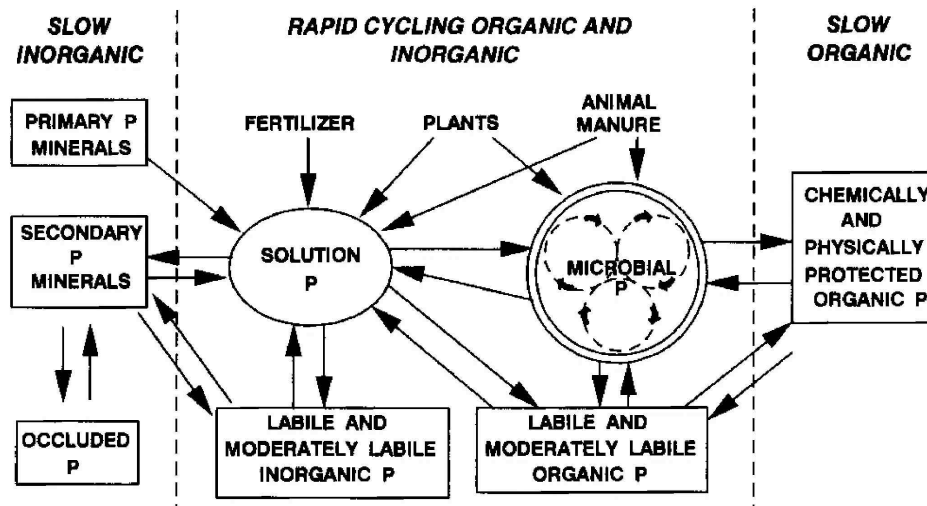 SLOW
INORGANIC
RAPID CYCLING ORGANIC AND
INORGANIC
SLOW
ORGANIC
PRIMARY P
MINERALS
FERTILIZER
PLANTS
ANIMAL
MANURE
SECONDARY
P
MINERALS
SOLUTION
P
MICROBIAL
P
CHEMICALLY
AND
PHYSICALLY
PROTECTED
ORGANIC P
OCCLUDED
P
LABILE AND
MODERATELY LABILE
INORGANIC P
LABILE AND
MODERATELY LABILE
ORGANIC P